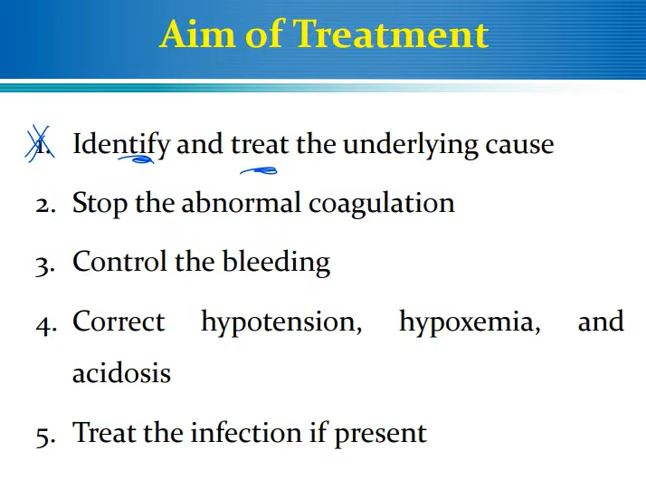 Aim of Treatment
1. Identify and treat the underlying cause
2. Stop the abnormal coagulation
3. Control the bleeding
4. Correct hypotension, hypoxemia, and
acidosis
5. Treat the infection if present